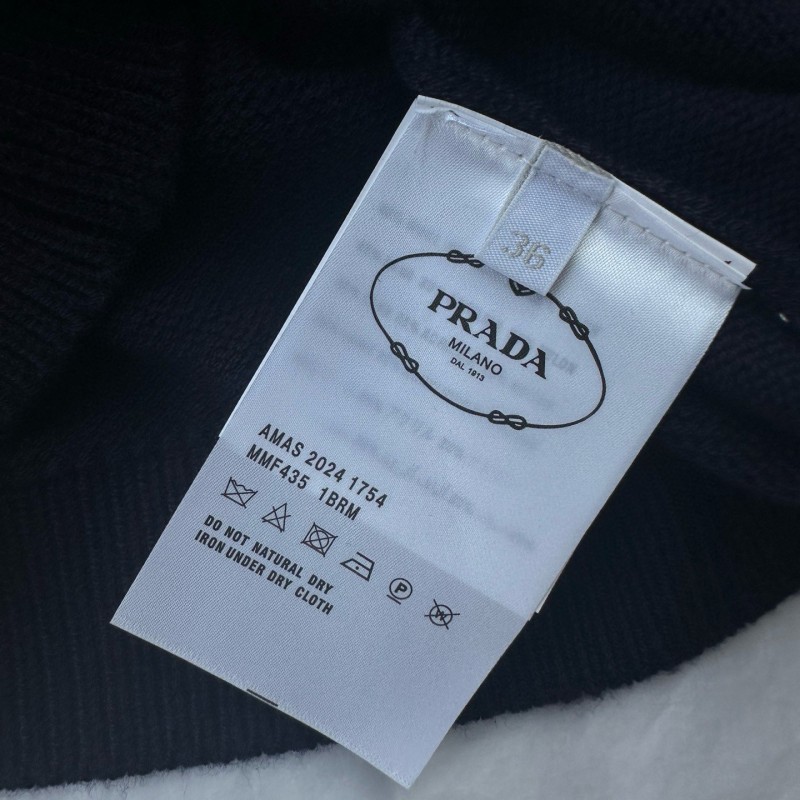 36
PRADA
MILANO
DAL 1913
AMAS 2024 1754
MMF435 1BRM
P
W
DO NOT NATURAL DRY
IRON UNDER DRY CLOTH